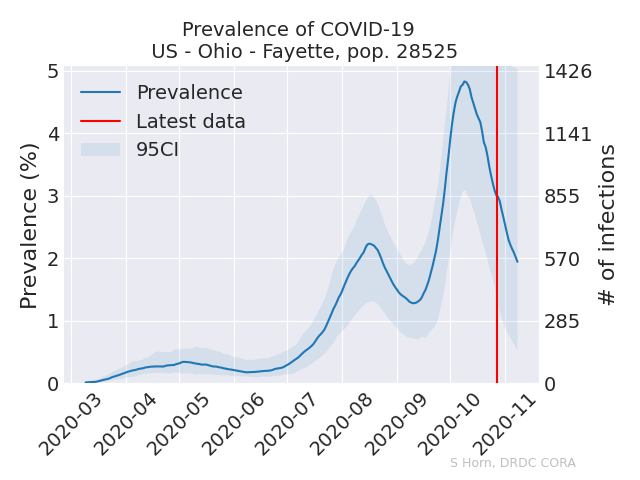 Prevalence of COVID-19
US - Ohio - Fayette, pop. 28525
Prevalence
Latest data
95CI
Prevalence (%)
5
4
3
2
1
0
1426
1141
855
570
285
0
# of infections
2020-03
2020-04
2020-05
2020-06
2020-07
2020-08
2020-09
2020-10
2020-11
S Horn, DRDC CORA